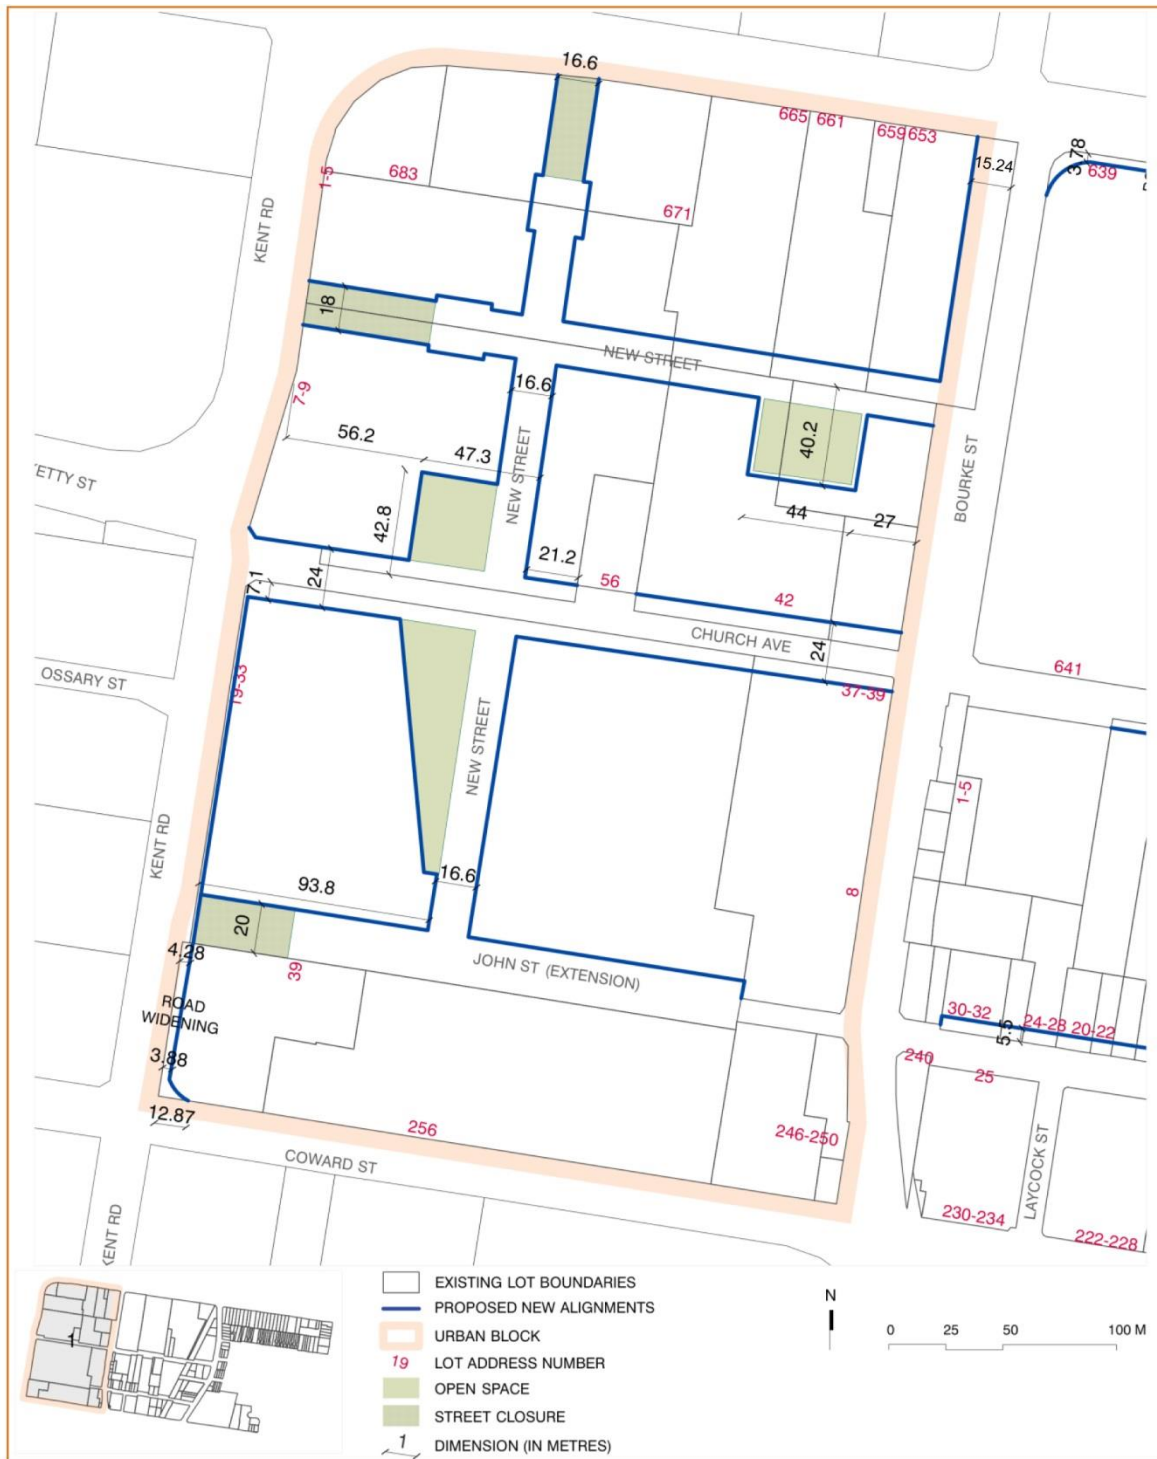 16.6
3.78
639
665
661
659
653
15.24
1-5
683
671
KENT RD
18
NEW STREET
16.6
7-9
56.2
47.3
40.2
BOURKE ST
ETTY ST
NEW STREET
42.8
44
27
21.2
24
7.1
56
42
CHURCH AVE
24
641
OSSARY ST
19-33
37-39
NEW STREET
1-5
KENT RD
16.6
93.8
8
20
4.28
39
JOHN ST (EXTENSION)
ROAD
WIDENING
30-32
24-28
20-22
5.5
3.88
240
25
12.87
256
246-250
COWARD ST
LAYCOCK ST
230-234
222-228
KENT RD
EXISTING LOT BOUNDARIES
PROPOSED NEW ALIGNMENTS
URBAN BLOCK
19 LOT ADDRESS NUMBER
OPEN SPACE
STREET CLOSURE
1 DIMENSION (IN METRES)
1
N
0 25 50 100 M